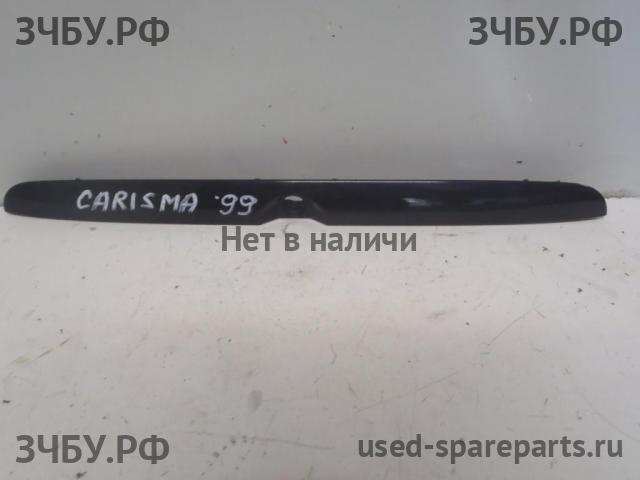 ЗЧБУ.РФ
ЗЧБУ.РФ
CARISMA '99
Нет в наличи
ЗЧБУ.РФ
used-spareparts.ru